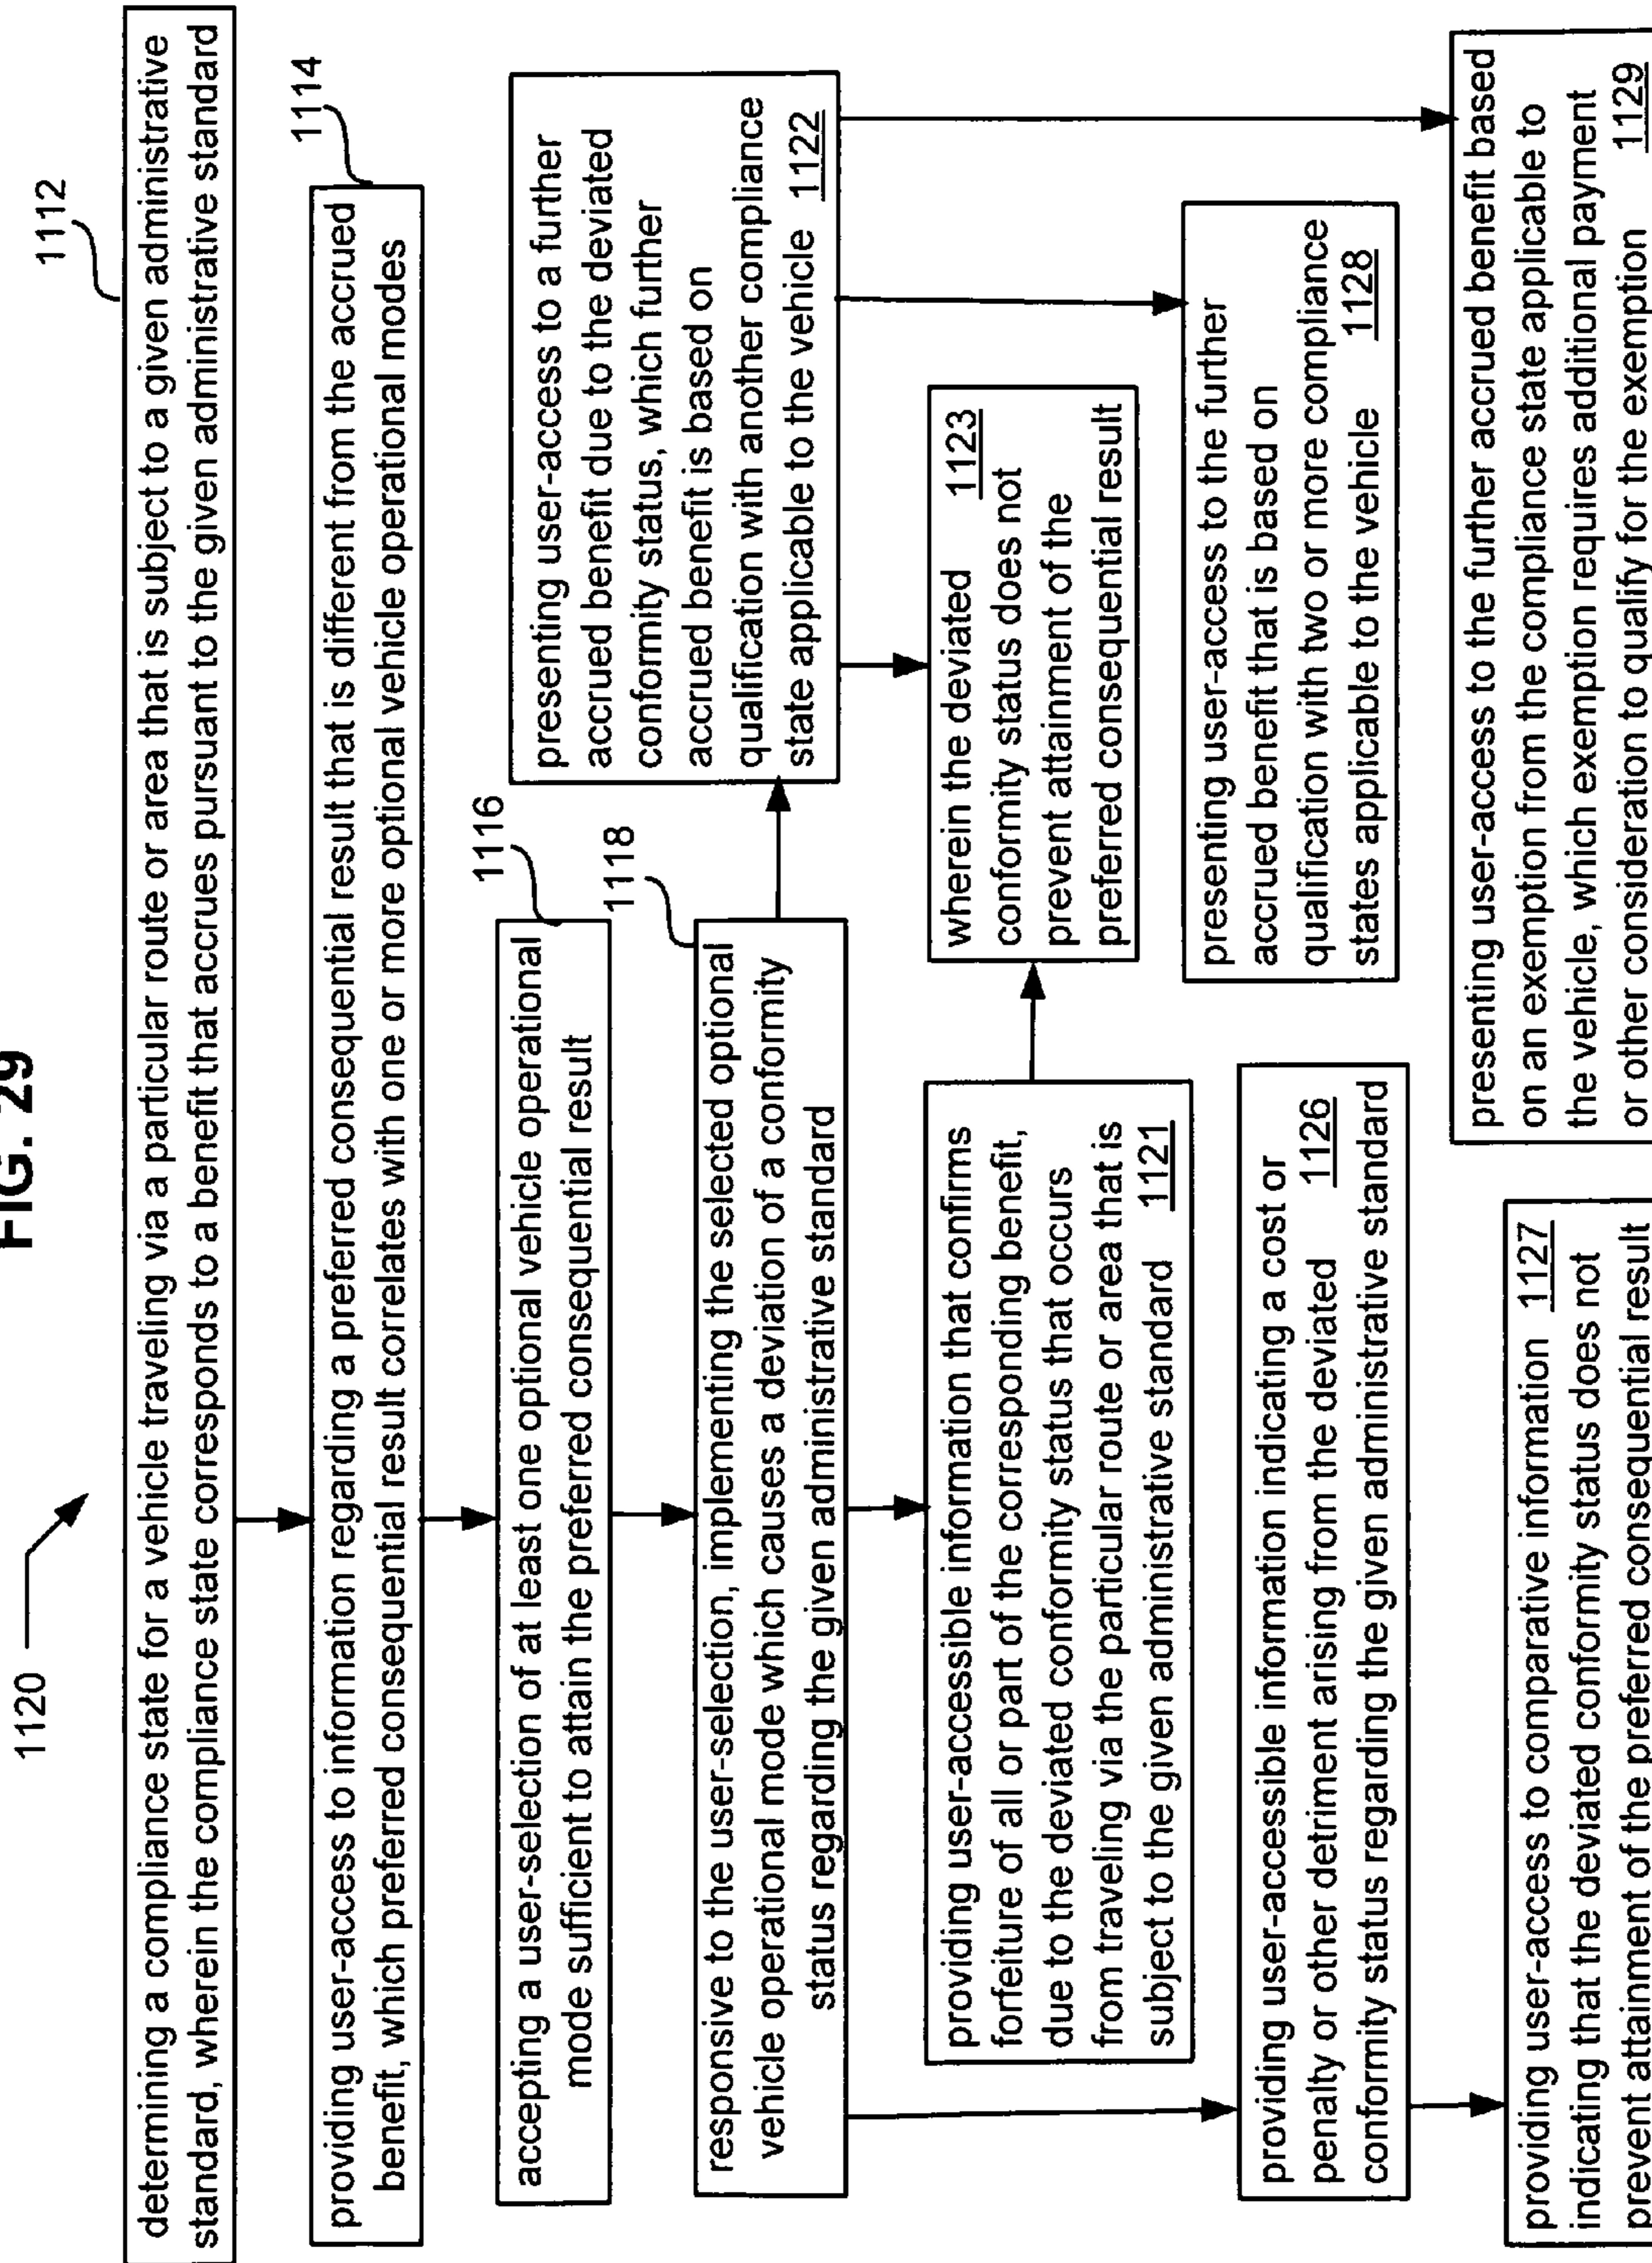 FIG. 29
1120
1112
determining a compliance state for a vehicle traveling via a particular route or area that is subject to a given administrative
standard, wherein the compliance state corresponds to a benefit that accrues pursuant to the given administrative standard
1114
providing user-access to information regarding a preferred consequential result that is different from the accrued
benefit, which preferred consequential result correlates with one or more optional vehicle operational modes
1116
accepting a user-selection of at least one optional vehicle operational
mode sufficient to attain the preferred consequential result
1118
responsive to the user-selection, implementing the selected optional
vehicle operational mode which causes a deviation of a conformity
status regarding the given administrative standard
presenting user-access to a further
accrued benefit due to the deviated
conformity status, which further
accrued benefit is based on
qualification with another compliance
state applicable to the vehicle 1122
providing user-accessible information that confirms
forfeiture of all or part of the corresponding benefit,
due to the deviated conformity status that occurs
from traveling via the particular route or area that is
subject to the given administrative standard 1121
wherein the deviated 1123
conformity status does not
prevent attainment of the
preferred consequential result
providing user-accessible information indicating a cost or
penalty or other detriment arising from the deviated 1126
conformity status regarding the given administrative standard
presenting user-access to the further
accrued benefit that is based on
qualification with two or more compliance
states applicable to the vehicle 1128
providing user-access to comparative information 1127
indicating that the deviated conformity status does not
prevent attainment of the preferred consequential result
presenting user-access to the further accrued benefit based
on an exemption from the compliance state applicable to
the vehicle, which exemption requires additional payment
or other consideration to qualify for the exemption 1129